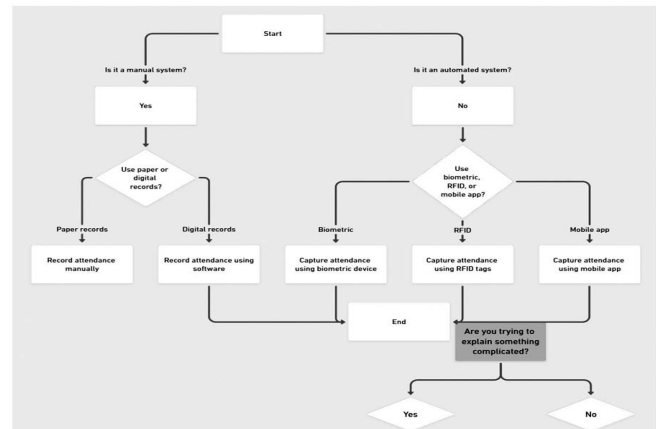 Start
Is it a manual system?
Is it an automated system?
Yes
No
Use paper or
digital
records?
Use
biometric,
RFID, or
mobile app?
Paper records
Digital records
Biometric
RFID
Mobile app
Record attendance
manually
Record attendance using
software
Capture attendance
using biometric device
Capture attendance
using RFID tags
Capture attendance
using mobile app
End
Are you trying to
explain something
complicated?
Yes
No